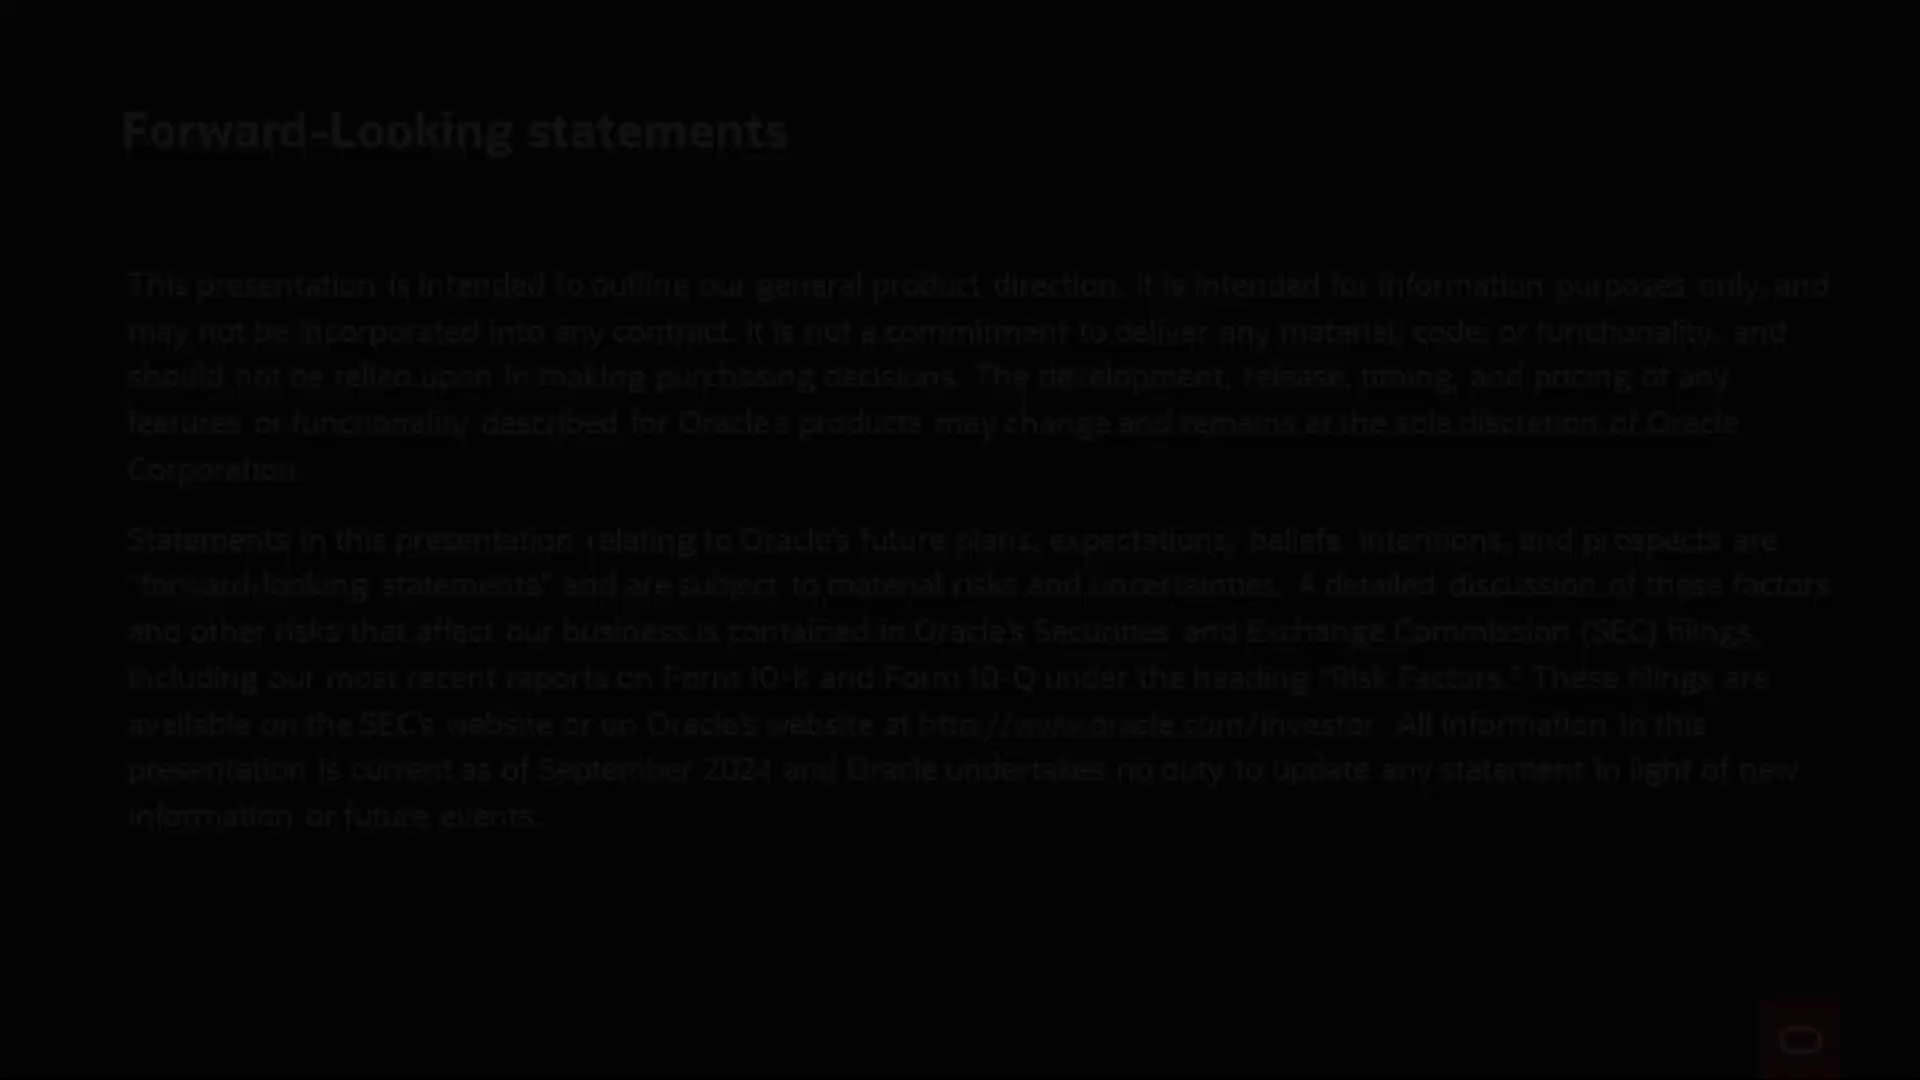 Forward-Looking statements
This presentation is intended to outline our general product direction. It is intended for information purposes only, and
may not be incorporated into any contract. It is not a commitment to deliver any material, code, or functionality, and
should not be relied upon in making purchasing decisions. The development, release, timing, and pricing of any
features or functionality described for Oracle's products may change and remains at the sole discretion of Oracle
Corporation.
Statements in this presentation relating to Oracle's future plans, expectations, beliefs, intentions, and prospects are
"forward-looking statements" and are subject to material risks and uncertainties. A detailed discussion of these factors
and other risks that affect our business is contained in Oracle's Securities and Exchange Commission (SEC) filings,
including our most recent reports on Form 10-K and Form 10-Q under the heading "Risk Factors." These filings are
available on the SEC's website or on Oracle's website at http://www.oracle.com/investor. All information in this
presentation is current as of September 2024 and Oracle undertakes no duty to update any statement in light of new
information or future events.